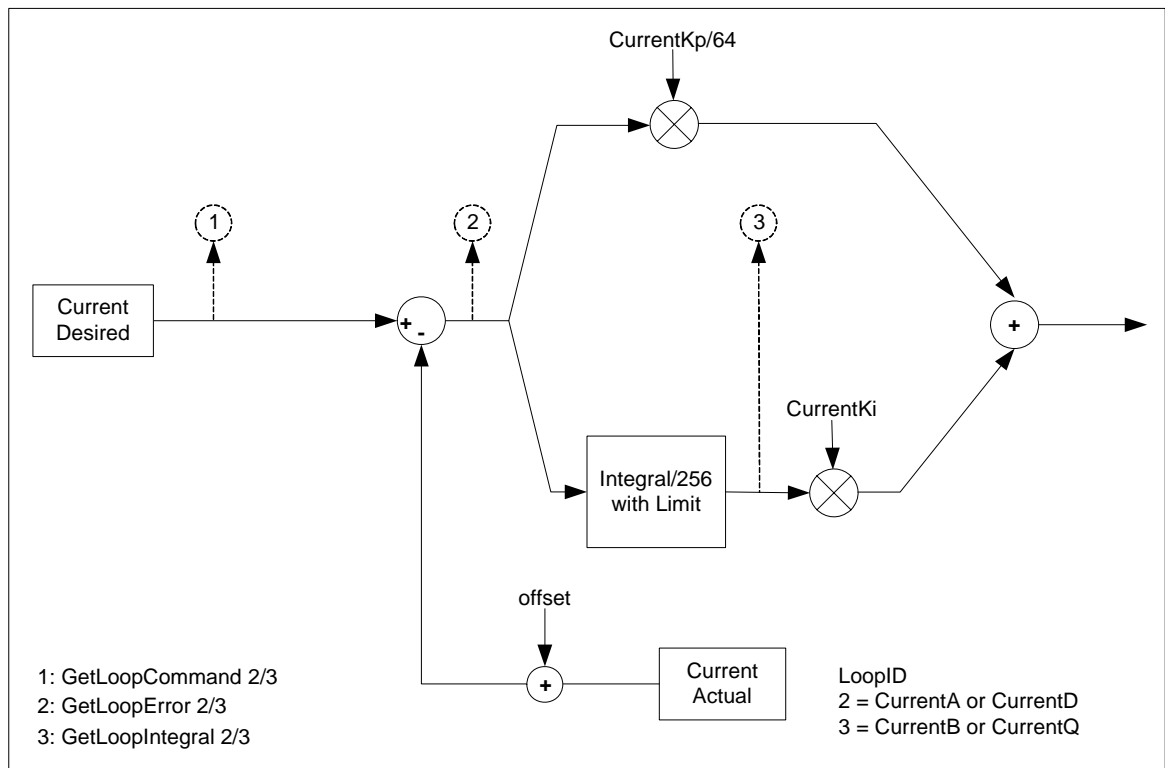 CurrentKp/64
1
2
3
Current
Desired
+
-
+
CurrentKi
Integral/256
with Limit
offset
+
Current
Actual
1: GetLoopCommand 2/3
2: GetLoopError 2/3
3: GetLoopIntegral 2/3
LoopID
2 = CurrentA or CurrentD
3 = CurrentB or CurrentQ